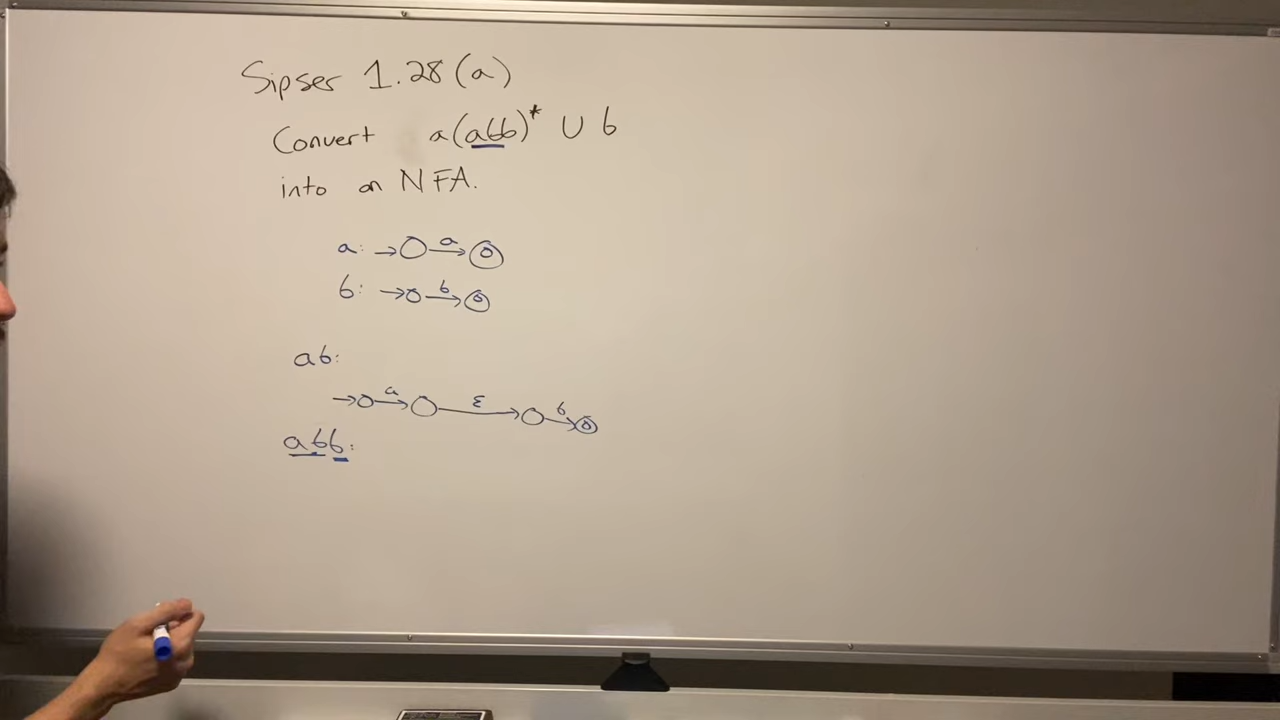 Sipser 1.28(a)
Convert a(abb)* ∪ b
into an NFA.
a: → a
b: → b
ab:
a ε b
abb: